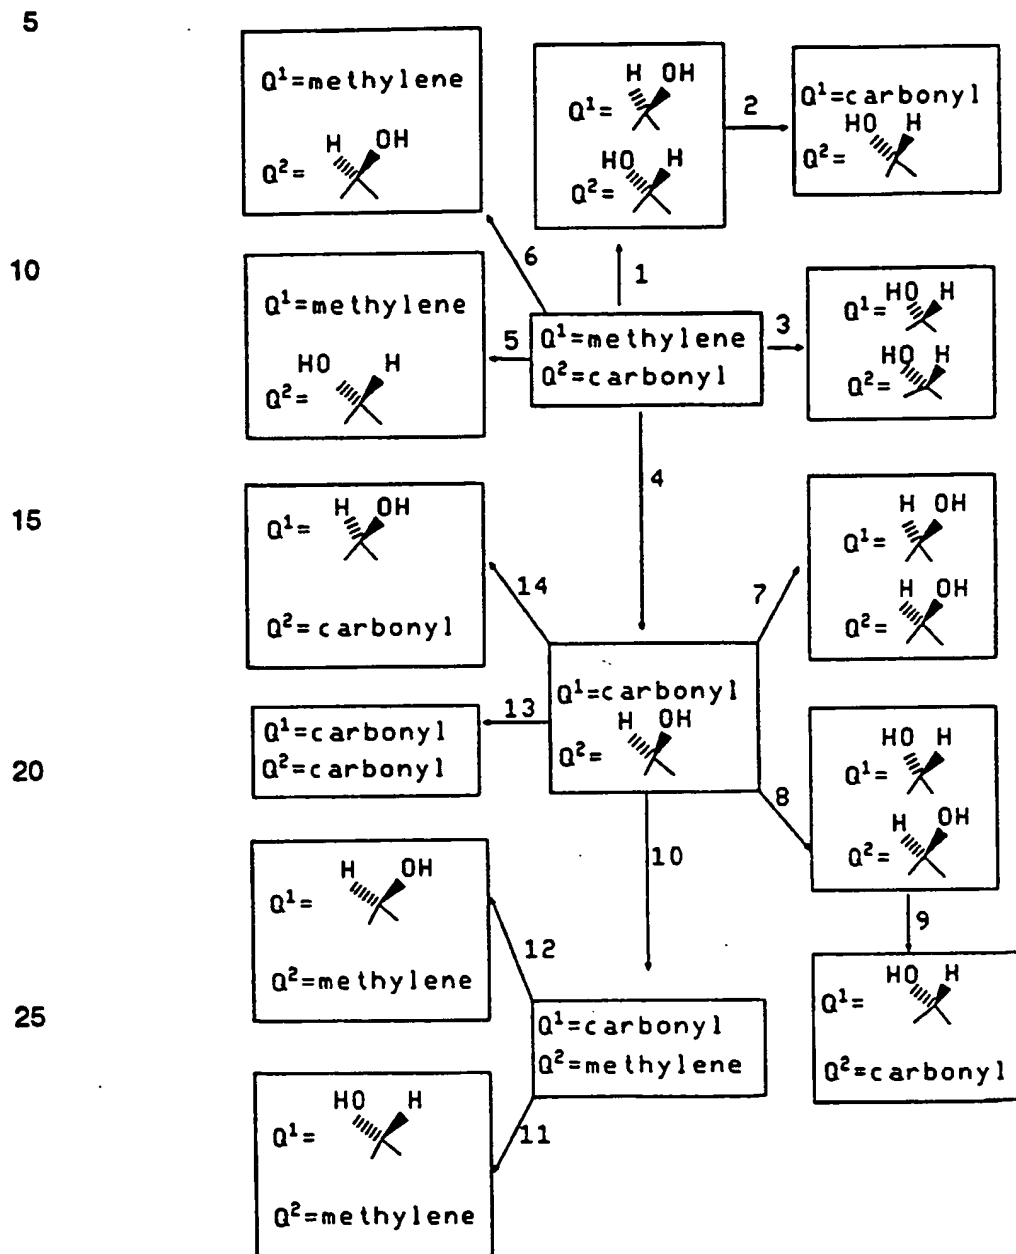 5
Q¹=methylene
H OH
Q²=
H OH
Q¹=
HO H
Q²=
2
Q¹=carbonyl
HO H
Q²=
10
6
1
Q¹=methylene
HO H
Q²=
5
Q¹=methylene
Q²=carbonyl
3
HO H
Q¹=
HO H
Q²=
4
15
H OH
Q¹=
Q²=carbonyl
14
7
H OH
Q¹=
H OH
Q²=
Q¹=carbonyl
H OH
Q²=
13
Q¹=carbonyl
Q²=carbonyl
20
8
HO H
Q¹=
H OH
Q²=
10
9
H OH
Q¹=
Q²=methylene
12
25
Q¹=carbonyl
Q²=methylene
HO H
Q¹=
Q²=carbonyl
11
HO H
Q¹=
Q²=methylene